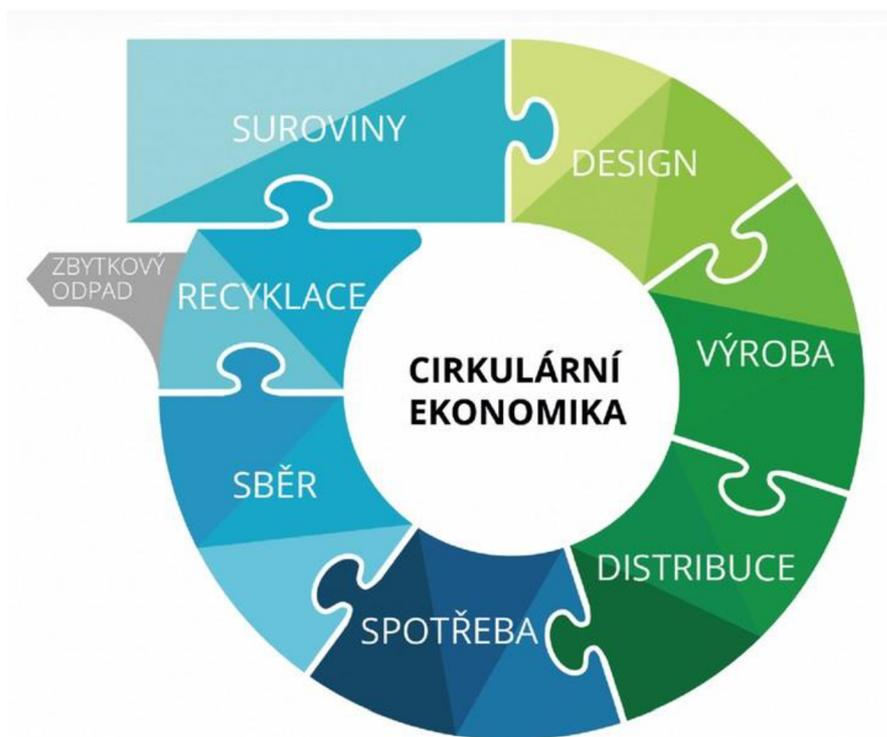 SUROVINY
DESIGN
VÝROBA
DISTRIBUCE
SPOTŘEBA
SBĚR
RECYKLACE
ZBYTKOVÝ
ODPAD
CIRKULÁRNÍ
EKONOMIKA